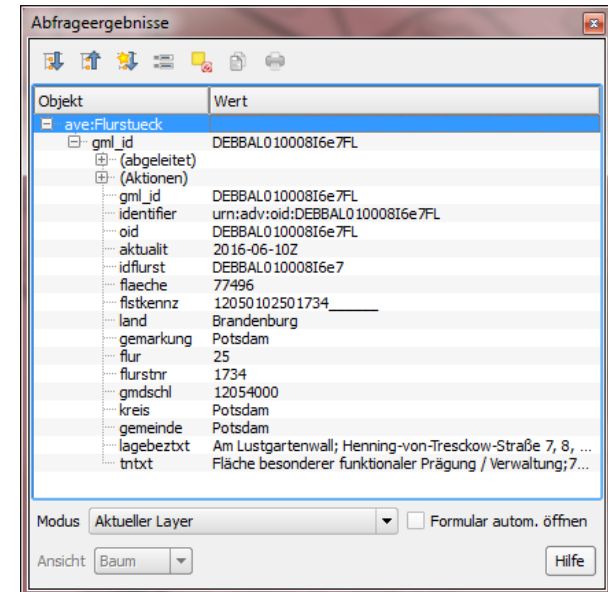 Abfrageergebnisse
Objekt Wert
ave:Flurstueck
gml_id DEBBAL010008I6e7FL
(abgeleitet)
(Aktionen)
gml_id DEBBAL010008I6e7FL
identifier urn:adv:oid:DEBBAL010008I6e7FL
oid DEBBAL010008I6e7FL
aktualit 2016-06-10Z
idflurst DEBBAL010008I6e7
flaeche 77496
flstkennz 12050102501734______
land Brandenburg
gemarkung Potsdam
flur 25
flurstnr 1734
gmdschl 12054000
kreis Potsdam
gemeinde Potsdam
lagebeztxt Am Lustgartenwall; Henning-von-Tresckow-Straße 7, 8, ...
tntxt Fläche besonderer funktionaler Prägung / Verwaltung;7...
Modus Aktueller Layer Formular autom. öffnen
Ansicht Baum Hilfe